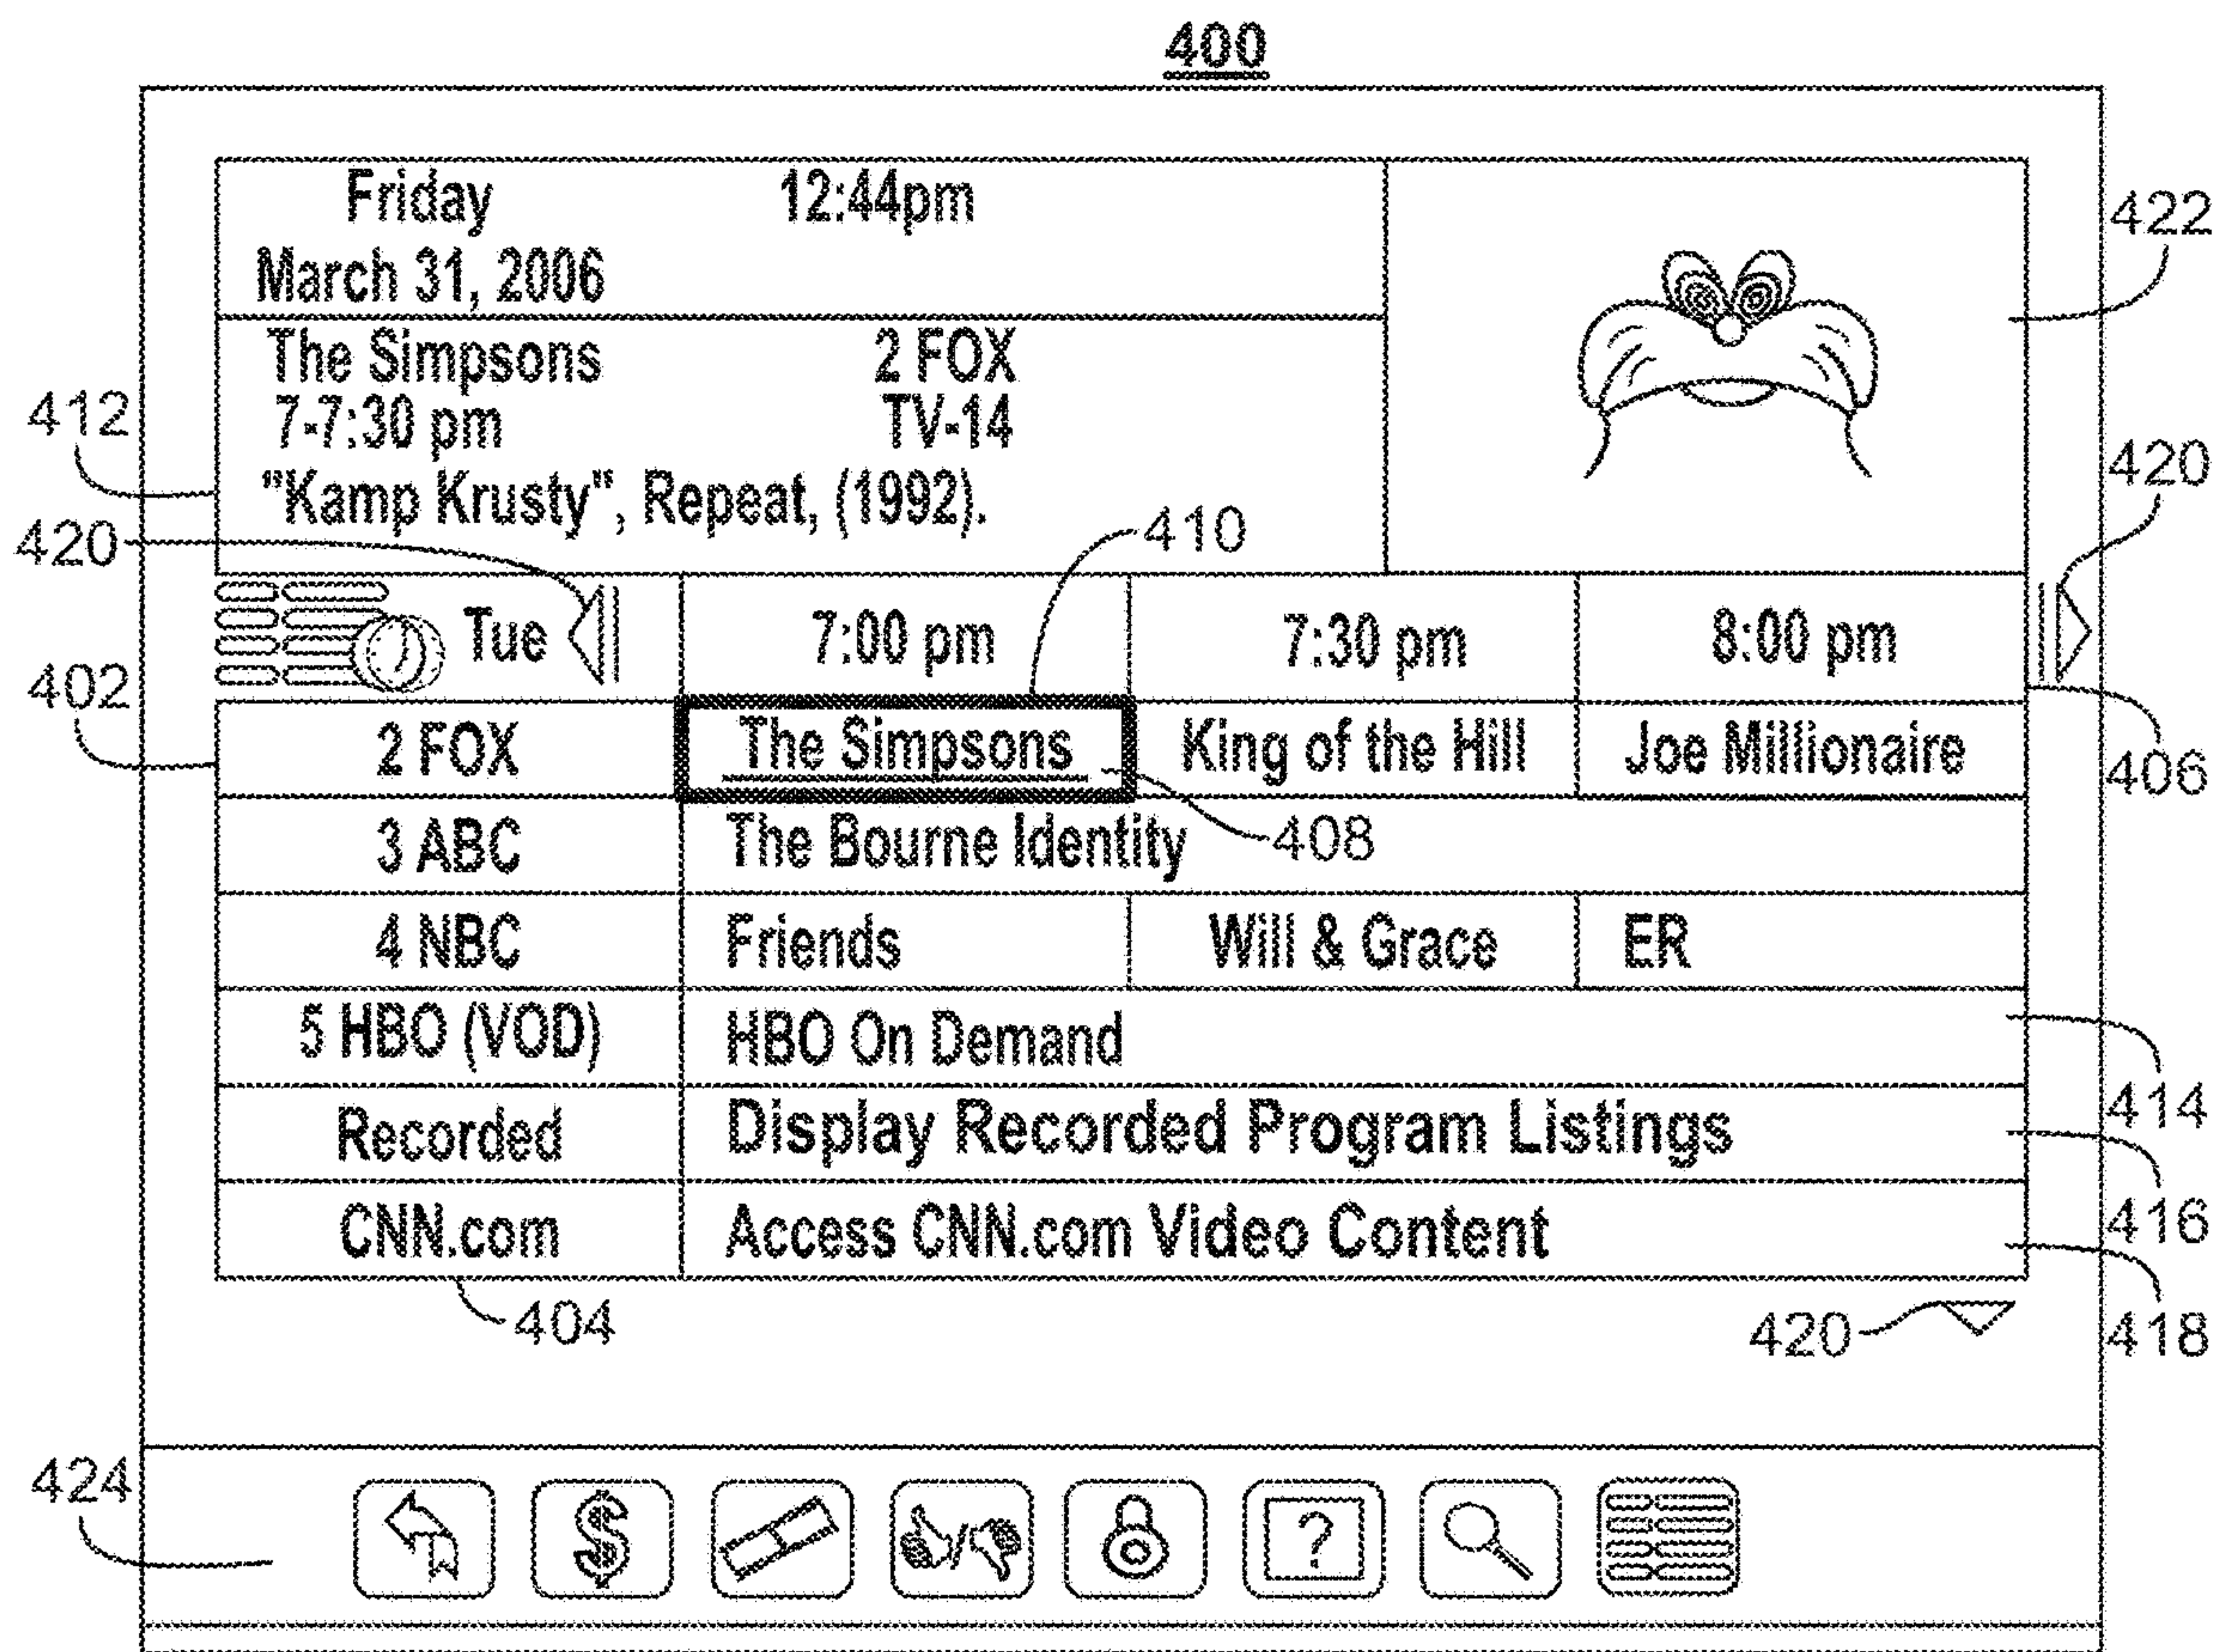 400
Friday 12:44pm
March 31, 2006
422
The Simpsons 2 FOX
412
7-7:30 pm TV-14
420
"Kamp Krusty", Repeat, (1992).
410
420
Tue 7:00 pm 7:30 pm 8:00 pm
402
2 FOX The Simpsons King of the Hill Joe Millionaire
406
3 ABC The Bourne Identity
408
4 NBC Friends Will & Grace ER
5 HBO (VOD) HBO On Demand
414
Recorded Display Recorded Program Listings
416
CNN.com Access CNN.com Video Content
404
420
418
424
$
?